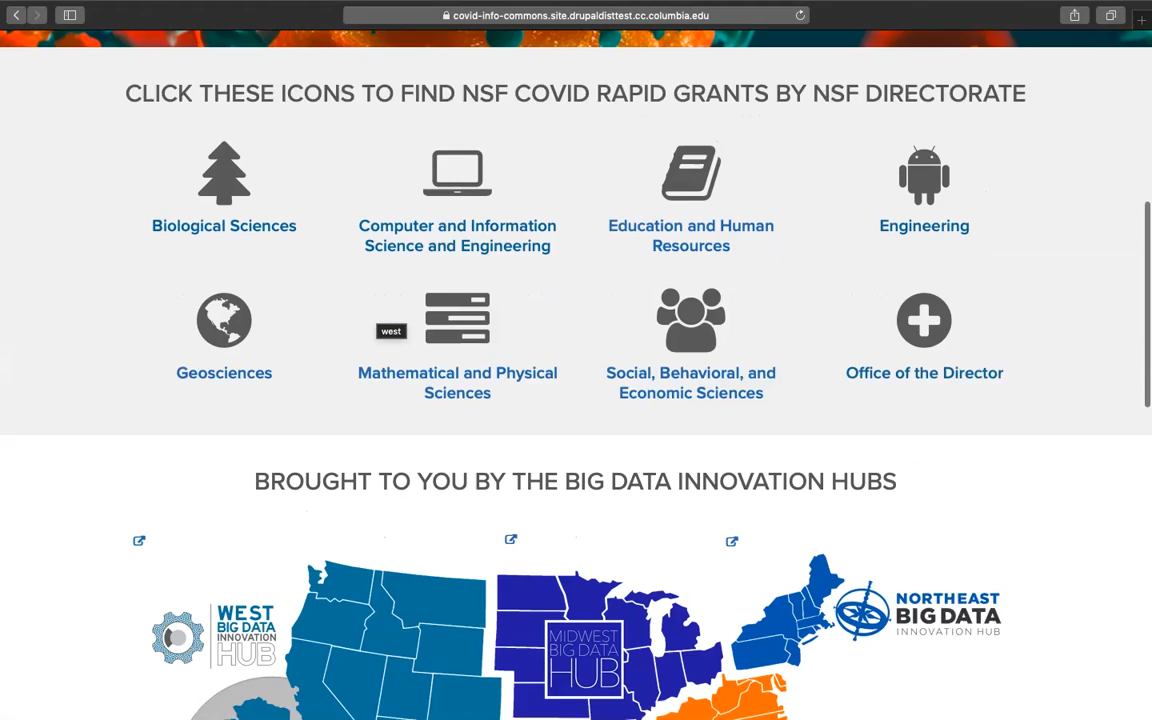 covid-info-commons.site.drupaldisttest.cc.columbia.edu
CLICK THESE ICONS TO FIND NSF COVID RAPID GRANTS BY NSF DIRECTORATE
Biological Sciences
Computer and Information
Science and Engineering
Education and Human
Resources
Engineering
west
Geosciences
Mathematical and Physical
Sciences
Social, Behavioral, and
Economic Sciences
Office of the Director
BROUGHT TO YOU BY THE BIG DATA INNOVATION HUBS
WEST
BIG DATA
INNOVATION
HUB
MIDWEST
BIG DATA
HUB
NORTHEAST
BIG DATA
INNOVATION HUB